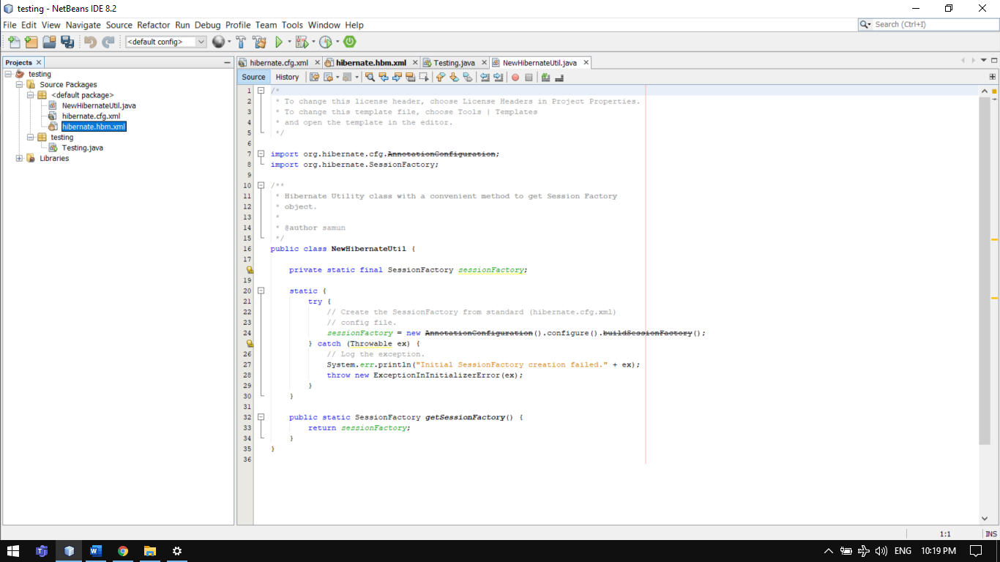 testing - NetBeans IDE 8.2
File Edit View Navigate Source Refactor Run Debug Profile Team Tools Window Help
Search (Ctrl+I)
<default config>
Projects
testing
Source Packages
<default package>
NewHibernateUtil.java
hibernate.cfg.xml
hibernate.hbm.xml
testing
Testing.java
Libraries
hibernate.cfg.xml hibernate.hbm.xml Testing.java NewHibernateUtil.java
Source History
1 /*
2 * To change this license header, choose License Headers in Project Properties.
3 * To change this template file, choose Tools | Templates
4 * and open the template in the editor.
5 */
6
7 import org.hibernate.cfg.AnnotationConfiguration;
8 import org.hibernate.SessionFactory;
9
10 /**
11 * Hibernate Utility class with a convenient method to get Session Factory
12 * object.
13 *
14 * @author samun
15 */
16 public class NewHibernateUtil {
17
private static final SessionFactory sessionFactory;
19
20 static {
21 try {
22 // Create the SessionFactory from standard (hibernate.cfg.xml)
23 // config file.
24 sessionFactory = new AnnotationConfiguration().configure().buildSessionFactory();
} catch (Throwable ex) {
26 // Log the exception.
27 System.err.println("Initial SessionFactory creation failed." + ex);
28 throw new ExceptionInInitializerError(ex);
29 }
30 }
31
32 public static SessionFactory getSessionFactory() {
33 return sessionFactory;
34 }
35 }
36
1:1 INS
ENG 10:19 PM